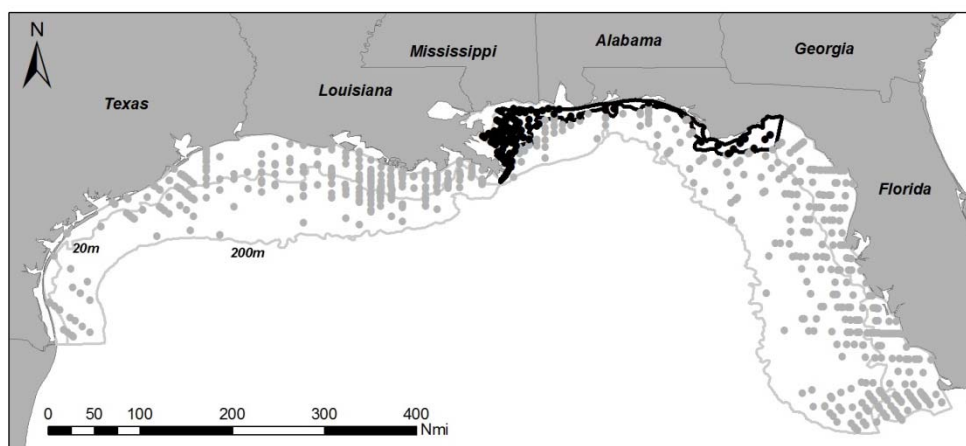 N
Mississippi
Alabama
Georgia
Texas
Louisiana
Florida
20m
200m
0 50 100 200 300 400
Nmi